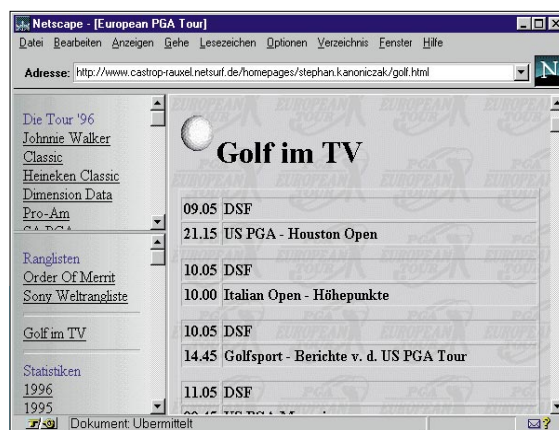 Netscape - [European PGA Tour]
Datei Bearbeiten Anzeigen Gehe Lesezeichen Optionen Verzeichnis Fenster Hilfe
Adresse: http://www.castrop-rauxel.netsurf.de/homepages/stephan.kanoniczak/golf.html
N
Die Tour '96
Johnnie Walker
Classic
Heineken Classic
Dimension Data
Pro-Am
Ranglisten
Order Of Merrit
Sony Weltrangliste
Golf im TV
Statistiken
1996
1995
Golf im TV
09.05 DSF
21.15 US PGA - Houston Open
10.05 DSF
10.00 Italian Open - Höhepunkte
10.05 DSF
14.45 Golfsport - Berichte v. d. US PGA Tour
11.05 DSF
Dokument: Übermittelt